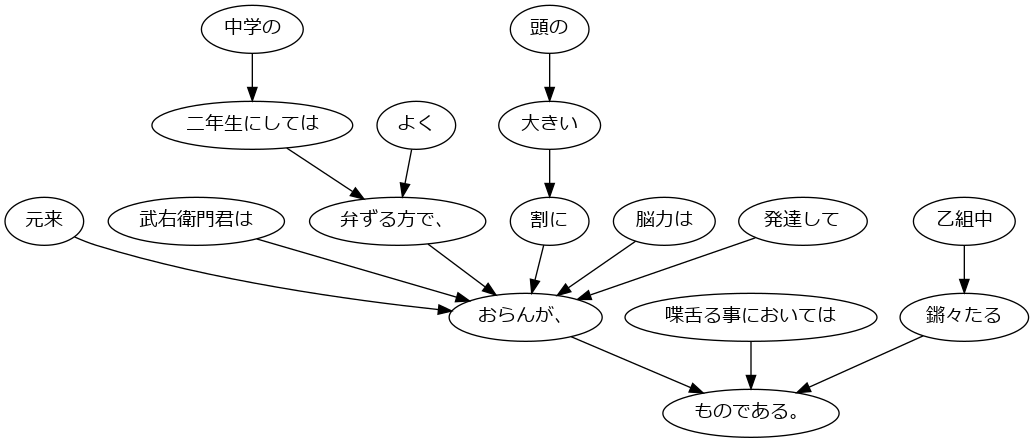 中学の
頭の
二年生にしては
よく
大きい
元来
武右衛門君は
弁ずる方で、
割に
脳力は
発達して
乙組中
おらんが、
喋舌る事においては
鏘々たる
ものである。